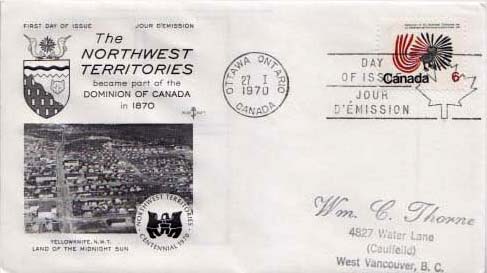 FIRST DAY OF ISSUE JOUR D'ÉMISSION
The
NORTHWEST
TERRITORIES
became part of the
DOMINION OF CANADA
in 1870
YELLOWKNIFE, N.W.T.
LAND OF THE MIDNIGHT SUN
NORTHWEST TERRITORIES
CENTENNIAL 1970
OTTAWA ONTARIO
27 I
1970
CANADA
DAY
OF ISS
JOUR
D'ÉMISSION
Canada 6
Wm. C. Thorne
4827 Water Lane
(Caulfeild)
West Vancouver, B. C.